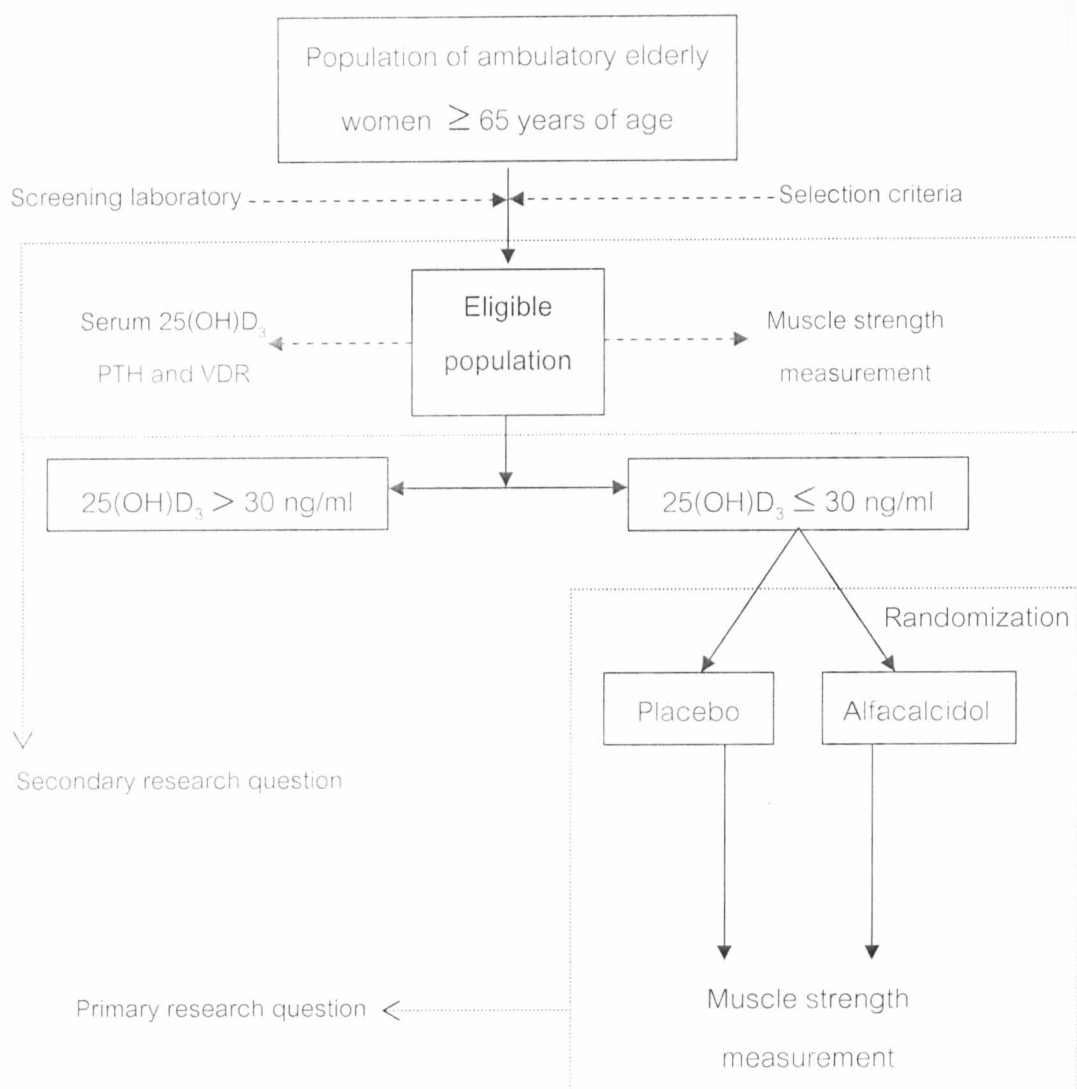 Population of ambulatory elderly
women ≥ 65 years of age
Screening laboratory
Selection criteria
Serum 25(OH)D₃
PTH and VDR
Eligible
population
Muscle strength
measurement
25(OH)D₃ > 30 ng/ml
25(OH)D₃ ≤ 30 ng/ml
Randomization
Placebo
Alfacalcidol
Secondary research question
Primary research question
Muscle strength
measurement